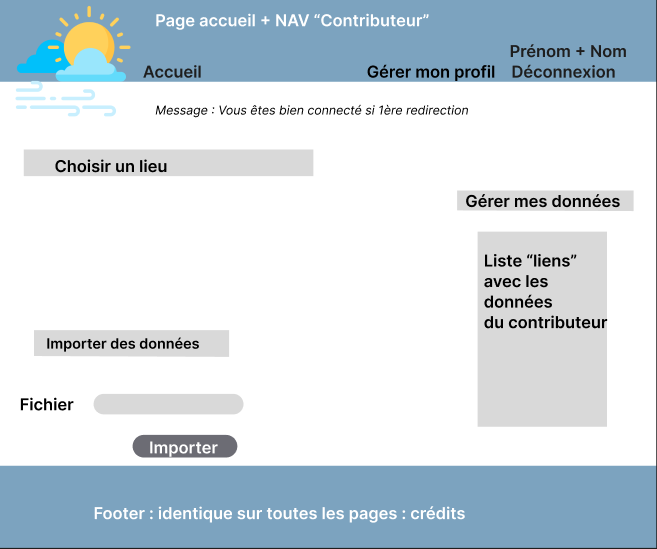 Page accueil + NAV “Contributeur”
Prénom + Nom
Accueil
Gérer mon profil
Déconnexion
Message : Vous êtes bien connecté si 1ère redirection
Choisir un lieu
Gérer mes données
Liste “liens”
avec les
données
du contributeur
Importer des données
Fichier
Importer
Footer : identique sur toutes les pages : crédits